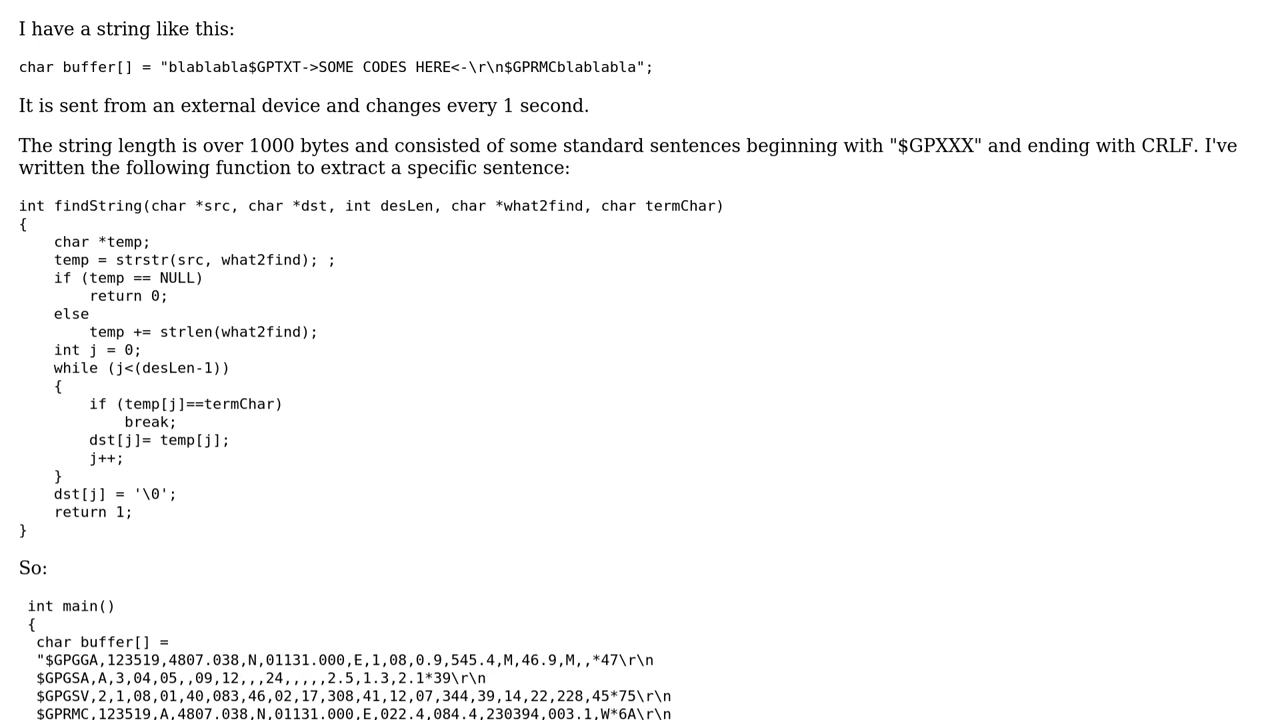 I have a string like this:
char buffer[] = "blablabla$GPTXT->SOME CODES HERE<-\r\n$GPRMCblablabla";
It is sent from an external device and changes every 1 second.
The string length is over 1000 bytes and consisted of some standard sentences beginning with "$GPXXX" and ending with CRLF. I've
written the following function to extract a specific sentence:
int findString(char *src, char *dst, int desLen, char *what2find, char termChar)
{
    char *temp;
    temp = strstr(src, what2find); ;
    if (temp == NULL)
        return 0;
    else
        temp += strlen(what2find);
    int j = 0;
    while (j<(desLen-1))
    {
        if (temp[j]==termChar)
            break;
        dst[j]= temp[j];
        j++;
    }
    dst[j] = '\0';
    return 1;
}
So:
 int main()
 {
  char buffer[] =
  "$GPGGA,123519,4807.038,N,01131.000,E,1,08,0.9,545.4,M,46.9,M,,*47\r\n
  $GPGSA,A,3,04,05,,09,12,,,24,,,,,2.5,1.3,2.1*39\r\n
  $GPGSV,2,1,08,01,40,083,46,02,17,308,41,12,07,344,39,14,22,228,45*75\r\n
  $GPRMC,123519,A,4807.038,N,01131.000,E,022.4,084.4,230394,003.1,W*6A\r\n